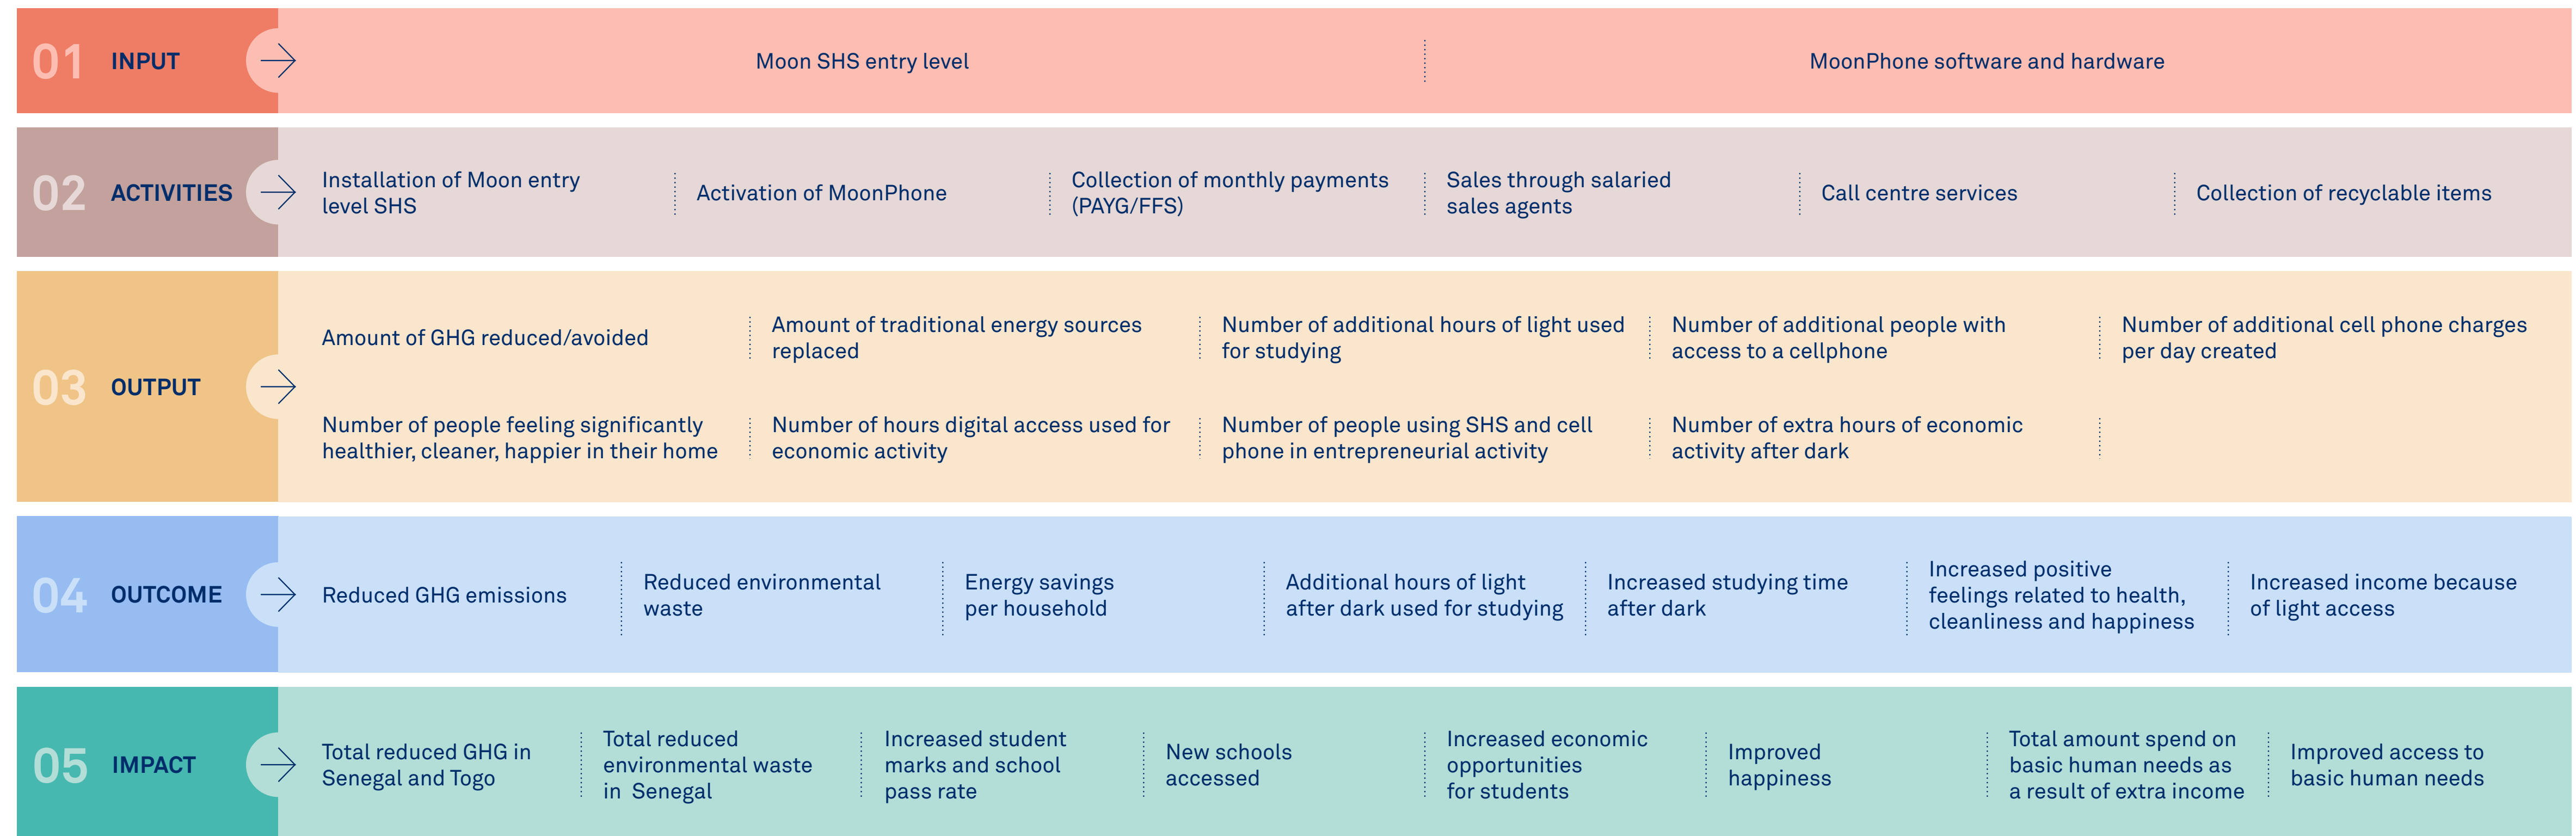 01 INPUT
Moon SHS entry level
MoonPhone software and hardware
02 ACTIVITIES
Installation of Moon entry
level SHS
Activation of MoonPhone
Collection of monthly payments
(PAYG/FFS)
Sales through salaried
sales agents
Call centre services
Collection of recyclable items
03 OUTPUT
Amount of GHG reduced/avoided
Amount of traditional energy sources
replaced
Number of additional hours of light used
for studying
Number of additional people with
access to a cellphone
Number of additional cell phone charges
per day created
Number of people feeling significantly
healthier, cleaner, happier in their home
Number of hours digital access used for
economic activity
Number of people using SHS and cell
phone in entrepreneurial activity
Number of extra hours of economic
activity after dark
04 OUTCOME
Reduced GHG emissions
Reduced environmental
waste
Energy savings
per household
Additional hours of light
after dark used for studying
Increased studying time
after dark
Increased positive
feelings related to health,
cleanliness and happiness
Increased income because
of light access
05 IMPACT
Total reduced GHG in
Senegal and Togo
Total reduced
environmental waste
in Senegal
Increased student
marks and school
pass rate
New schools
accessed
Increased economic
opportunities
for students
Improved
happiness
Total amount spend on
basic human needs as
a result of extra income
Improved access to
basic human needs